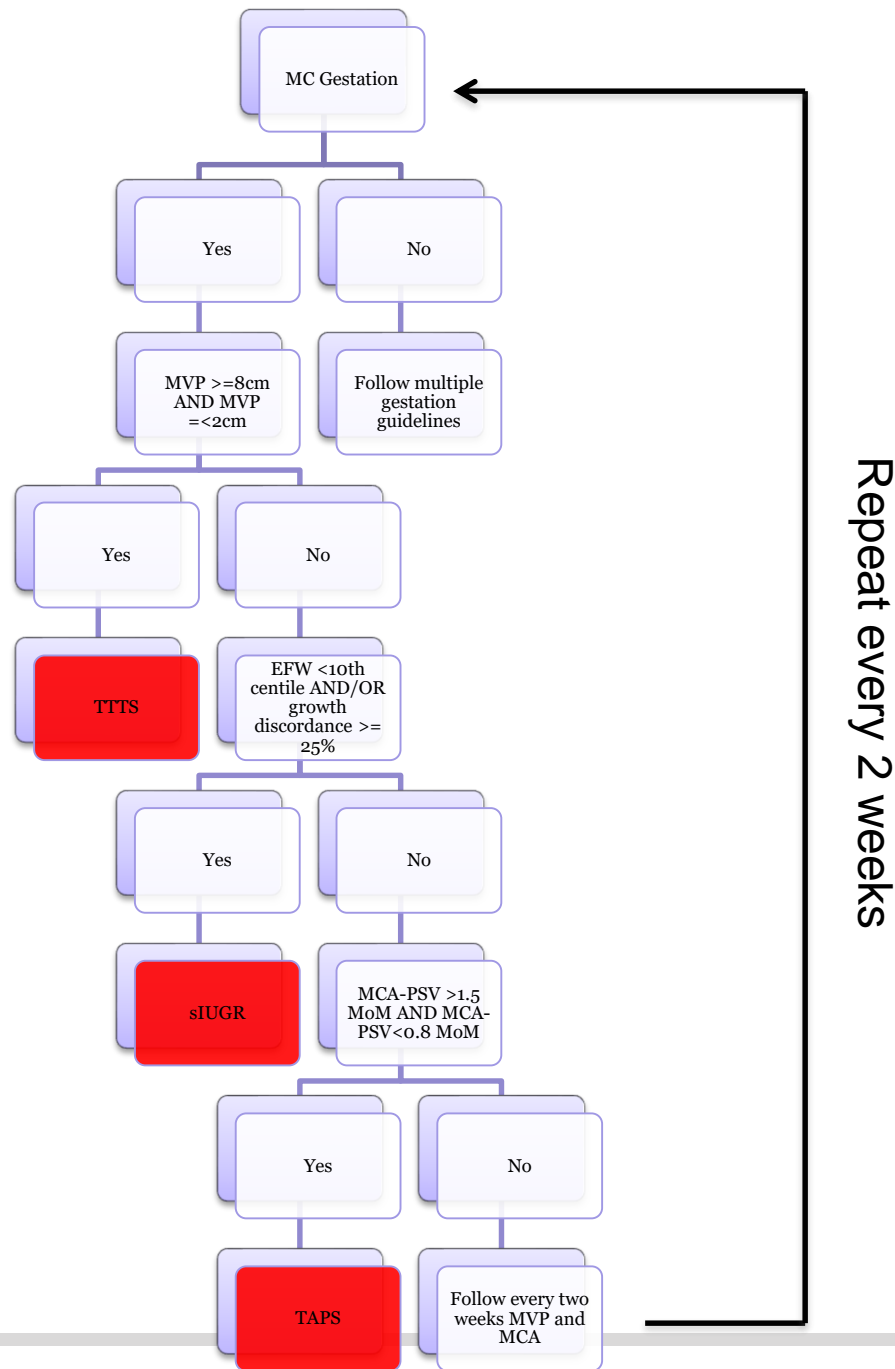 MC Gestation
Yes
No
MVP >=8cm
AND MVP
=<2cm
Follow multiple
gestation
guidelines
Yes
No
TTTS
EFW <10th
centile AND/OR
growth
discordance >=
25%
Yes
No
sIUGR
MCA-PSV >1.5
MoM AND MCA-
PSV<0.8 MoM
Yes
No
TAPS
Follow every two
weeks MVP and
MCA
Repeat every 2 weeks